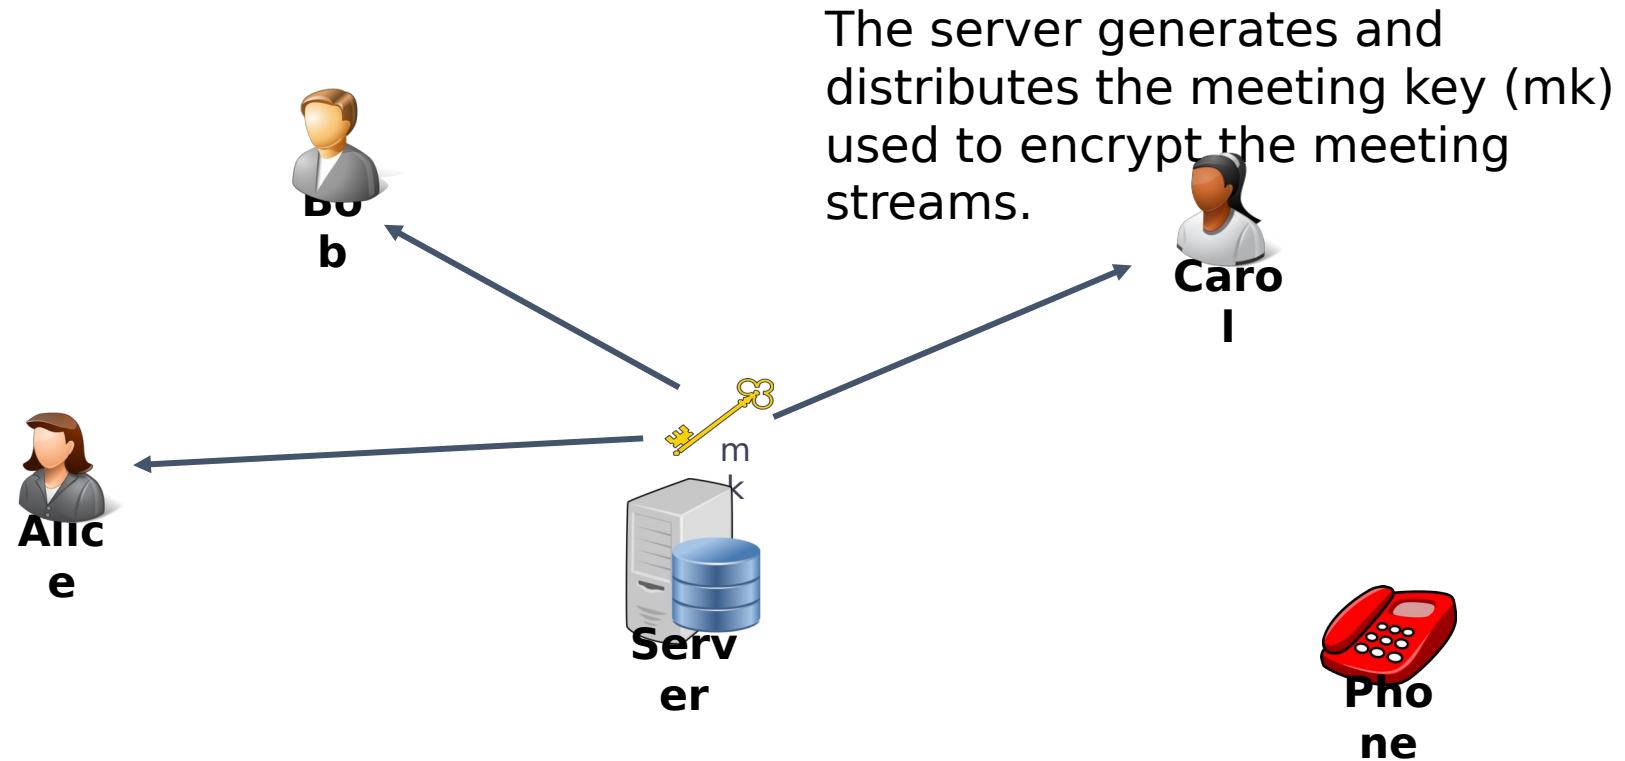 The server generates and
distributes the meeting key (mk)
used to encrypt the meeting
streams.
Bo
b
Caro
l
m
k
Alic
e
Serv
er
Pho
ne